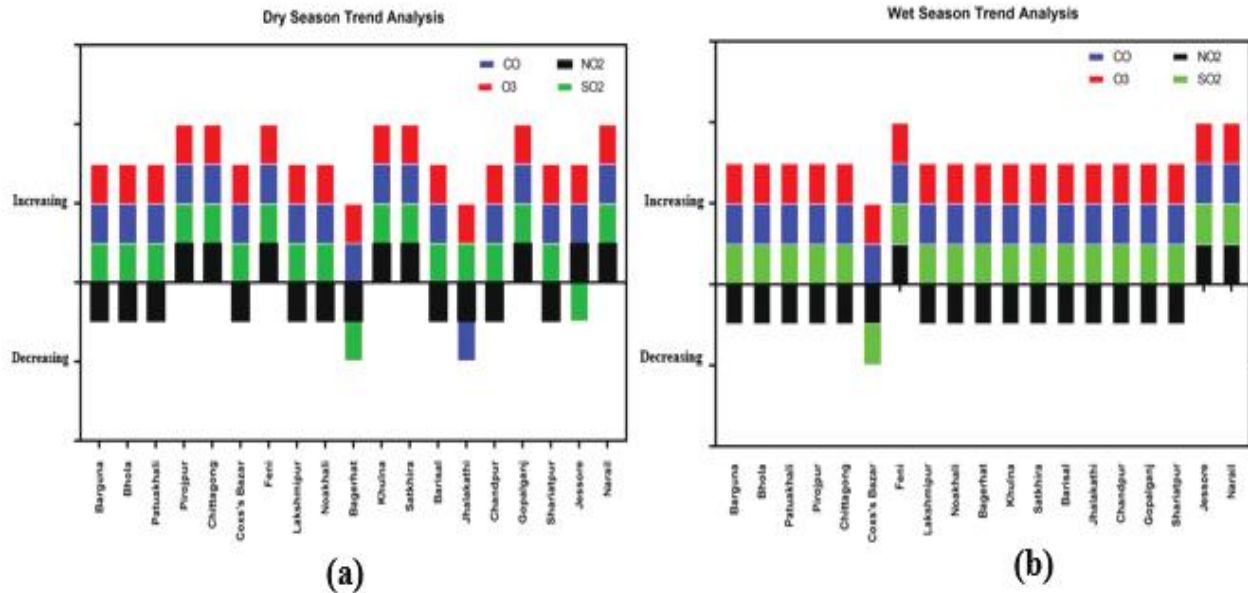 Dry Season Trend Analysis
CO NO2
O3 SO2
Increasing
Decreasing
Barguna
Bhola
Patuakhali
Pirojpur
Chittagong
Coxs's Bazar
Feni
Lakshmipur
Noakhali
Bagerhat
Khulna
Satkhira
Barisal
Jhalakathi
Chandpur
Gopalganj
Shariatpur
Jessore
Narail
(a)
Wet Season Trend Analysis
CO NO2
O3 SO2
Increasing
Decreasing
Barguna
Bhola
Patuakhali
Pirojpur
Chittagong
Coxs's Bazar
Feni
Lakshmipur
Noakhali
Bagerhat
Khulna
Satkhira
Barisal
Jhalakathi
Chandpur
Gopalganj
Shariatpur
Jessore
Narail
(b)